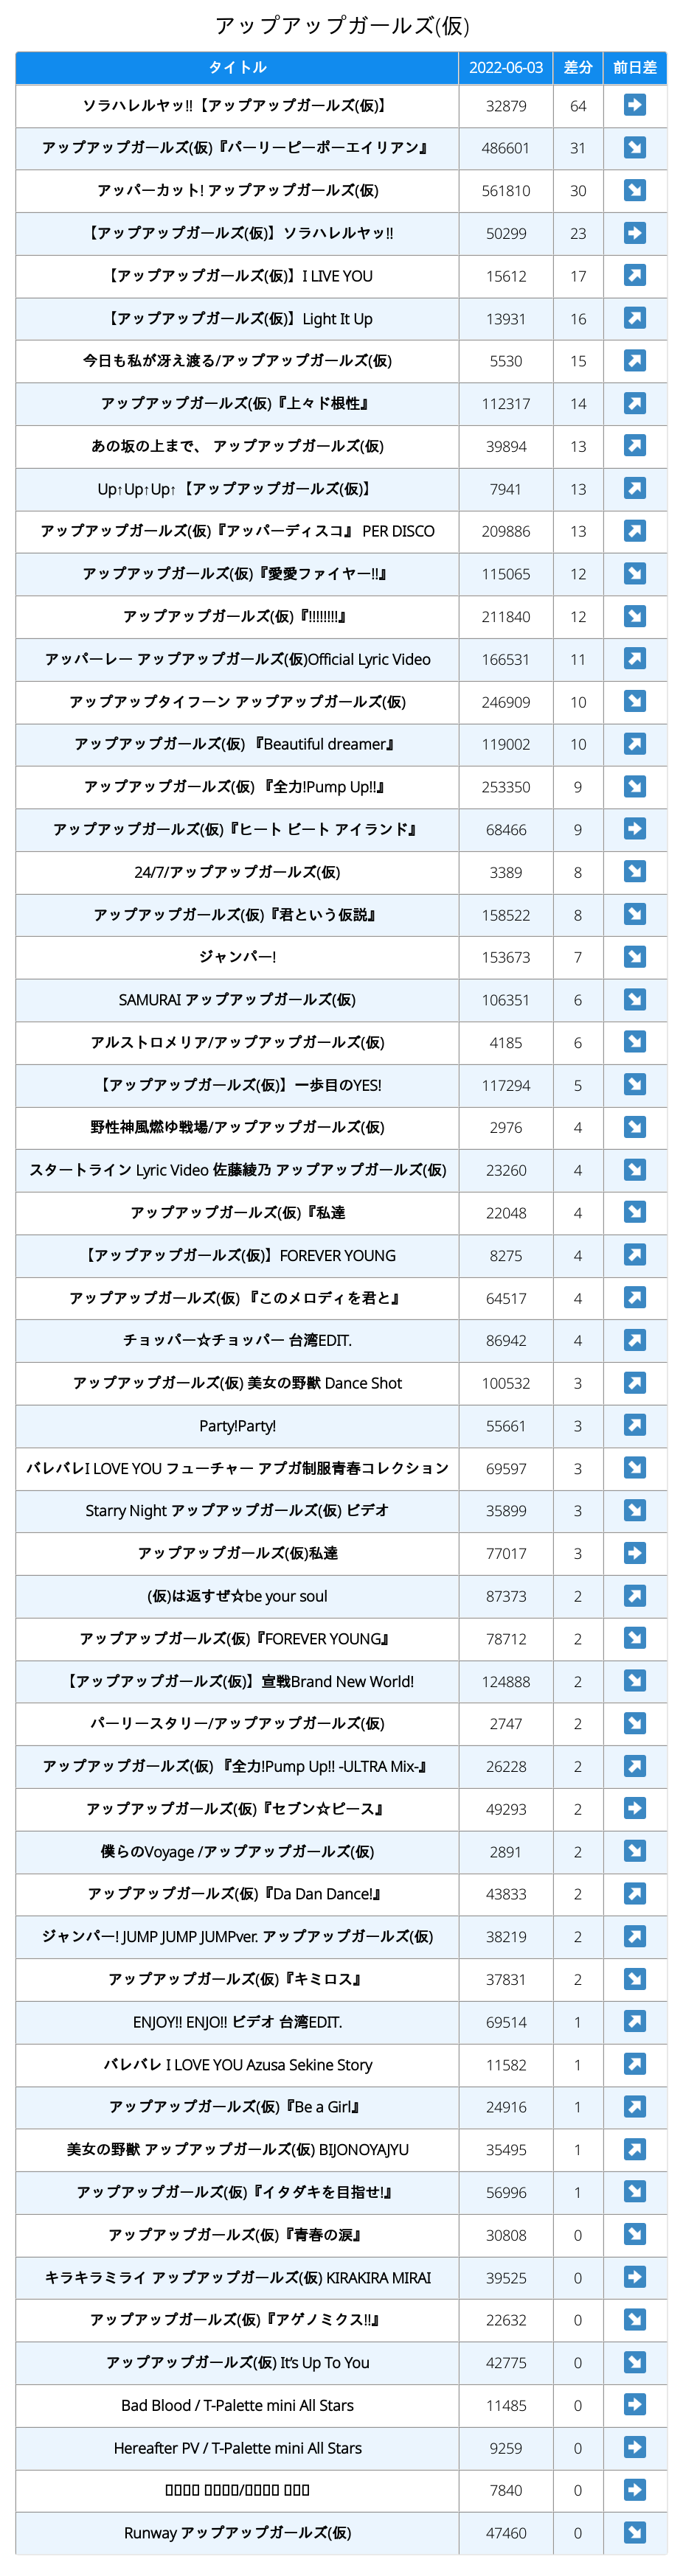 アップアップガールズ(仮)
タイトル 2022-06-03 差分 前日差
ソラハレルヤッ!!【アップアップガールズ(仮)】 32879 64 ➡
アップアップガールズ(仮)『パーリーピーポーエイリアン』 486601 31 ↘
アッパーカット! アップアップガールズ(仮) 561810 30 ↘
【アップアップガールズ(仮)】ソラハレルヤッ!! 50299 23 ➡
【アップアップガールズ(仮)】I LIVE YOU 15612 17 ↗
【アップアップガールズ(仮)】Light It Up 13931 16 ↗
今日も私が冴え渡る/アップアップガールズ(仮) 5530 15 ↗
アップアップガールズ(仮)『上々ド根性』 112317 14 ↗
あの坂の上まで、 アップアップガールズ(仮) 39894 13 ↗
Up↑Up↑Up↑【アップアップガールズ(仮)】 7941 13 ↗
アップアップガールズ(仮)『アッパーディスコ』 PER DISCO 209886 13 ↗
アップアップガールズ(仮)『愛愛ファイヤー!!』 115065 12 ↘
アップアップガールズ(仮)『!!!!!!!!』 211840 12 ↘
アッパーレー アップアップガールズ(仮)Official Lyric Video 166531 11 ↗
アップアップタイフーン アップアップガールズ(仮) 246909 10 ↘
アップアップガールズ(仮) 『Beautiful dreamer』 119002 10 ↗
アップアップガールズ(仮) 『全力!Pump Up!!』 253350 9 ↘
アップアップガールズ(仮)『ヒート ビート アイランド』 68466 9 ➡
24/7/アップアップガールズ(仮) 3389 8 ↘
アップアップガールズ(仮)『君という仮説』 158522 8 ↘
ジャンパー! 153673 7 ↘
SAMURAI アップアップガールズ(仮) 106351 6 ↘
アルストロメリア/アップアップガールズ(仮) 4185 6 ↘
【アップアップガールズ(仮)】一歩目のYES! 117294 5 ↘
野性神風燃ゆ戦場/アップアップガールズ(仮) 2976 4 ↘
スタートライン Lyric Video 佐藤綾乃 アップアップガールズ(仮) 23260 4 ↘
アップアップガールズ(仮)『私達 22048 4 ↘
【アップアップガールズ(仮)】FOREVER YOUNG 8275 4 ↗
アップアップガールズ(仮) 『このメロディを君と』 64517 4 ↗
チョッパー☆チョッパー 台湾EDIT. 86942 4 ↗
アップアップガールズ(仮) 美女の野獣 Dance Shot 100532 3 ↗
Party!Party! 55661 3 ↗
バレバレI LOVE YOU フューチャー アプガ制服青春コレクション 69597 3 ↘
Starry Night アップアップガールズ(仮) ビデオ 35899 3 ↘
アップアップガールズ(仮)私達 77017 3 ➡
(仮)は返すぜ☆be your soul 87373 2 ↗
アップアップガールズ(仮)『FOREVER YOUNG』 78712 2 ↘
【アップアップガールズ(仮)】宣戦Brand New World! 124888 2 ↘
パーリースタリー/アップアップガールズ(仮) 2747 2 ↘
アップアップガールズ(仮) 『全力!Pump Up!! -ULTRA Mix-』 26228 2 ↗
アップアップガールズ(仮)『セブン☆ピース』 49293 2 ➡
僕らのVoyage /アップアップガールズ(仮) 2891 2 ↘
アップアップガールズ(仮)『Da Dan Dance!』 43833 2 ↗
ジャンパー! JUMP JUMP JUMPver. アップアップガールズ(仮) 38219 2 ↗
アップアップガールズ(仮)『キミロス』 37831 2 ↘
ENJOY!! ENJO!! ビデオ 台湾EDIT. 69514 1 ↗
バレバレ I LOVE YOU Azusa Sekine Story 11582 1 ↗
アップアップガールズ(仮)『Be a Girl』 24916 1 ↗
美女の野獣 アップアップガールズ(仮) BIJONOYAJYU 35495 1 ↗
アップアップガールズ(仮)『イタダキを目指せ!』 56996 1 ↘
アップアップガールズ(仮)『青春の涙』 30808 0 ↘
キラキラミライ アップアップガールズ(仮) KIRAKIRA MIRAI 39525 0 ➡
アップアップガールズ(仮)『アゲノミクス!!』 22632 0 ↘
アップアップガールズ(仮) It's Up To You 42775 0 ↘
Bad Blood / T-Palette mini All Stars 11485 0 ➡
Hereafter PV / T-Palette mini All Stars 9259 0 ➡
7840 0 ➡
Runway アップアップガールズ(仮) 47460 0 ↘